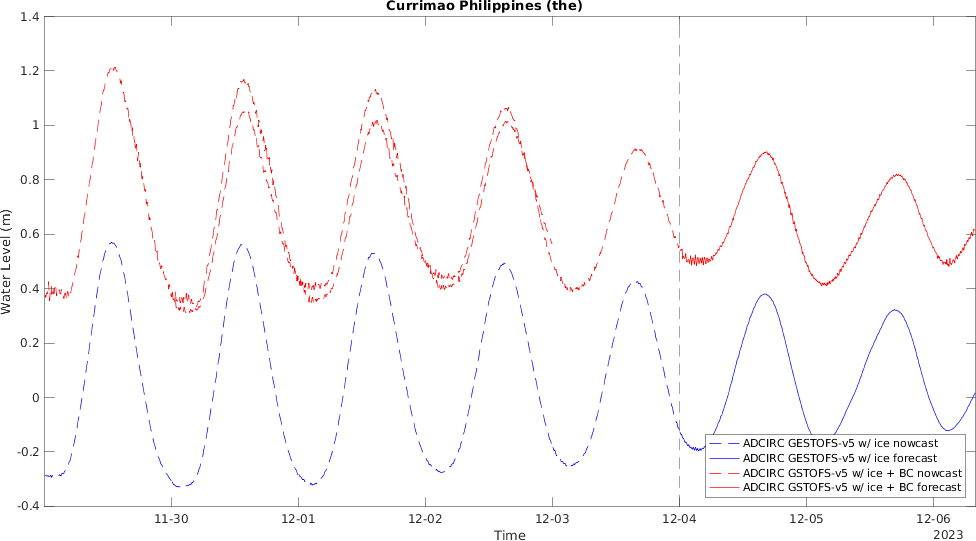 Currimao Philippines (the)
1.4
1.2
1
0.8
0.6
0.4
0.2
0
-0.2
-0.4
Water Level (m)
ADCIRC GESTOFS-v5 w/ ice nowcast
ADCIRC GESTOFS-v5 w/ ice forecast
ADCIRC GSTOFS-v5 w/ ice + BC nowcast
ADCIRC GSTOFS-v5 w/ ice + BC forecast
11-30 12-01 12-02 12-03 12-04 12-05 12-06
Time
2023